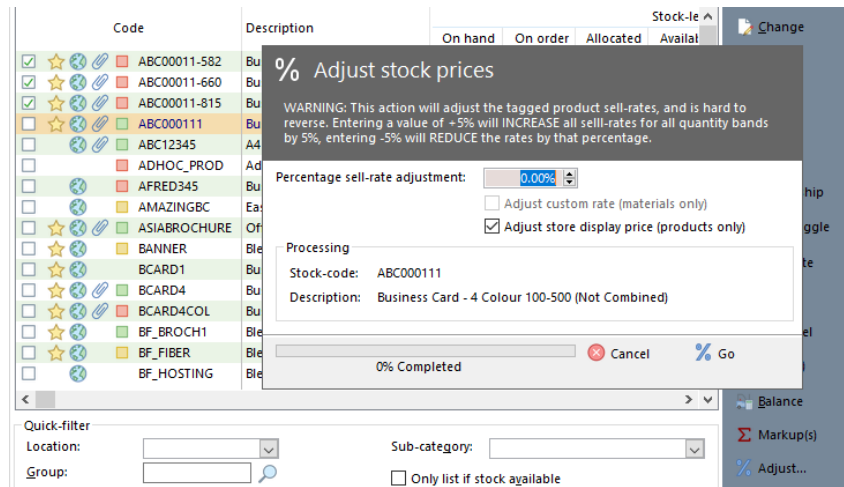 Stock-le
Code
Description
On hand On order Allocated Availab
Change
ABC00011-582 Bu
ABC00011-660 Bu
ABC00011-815 Bu
ABC000111 Bu
ABC12345 A4
ADHOC_PROD Ad
AFRED345 Bu
AMAZINGBC Eas
ASIABROCHURE Off
BANNER Ble
BCARD1 Bu
BCARD4 Bu
BCARD4COL Bu
BF_BROCH1 Ble
BF_FIBER Ble
BF_HOSTING Ble
% Adjust stock prices
WARNING: This action will adjust the tagged product sell-rates, and is hard to
reverse. Entering a value of +5% will INCREASE all selll-rates for all quantity bands
by 5%, entering -5% will REDUCE the rates by that percentage.
Percentage sell-rate adjustment: 0.00%
Adjust custom rate (materials only)
Adjust store display price (products only)
Processing
Stock-code: ABC000111
Description: Business Card - 4 Colour 100-500 (Not Combined)
0% Completed
Cancel
% Go
hip
ggle
te
el
)
Balance
Σ Markup(s)
% Adjust...
Quick-filter
Location:
Sub-category:
Group:
Only list if stock available